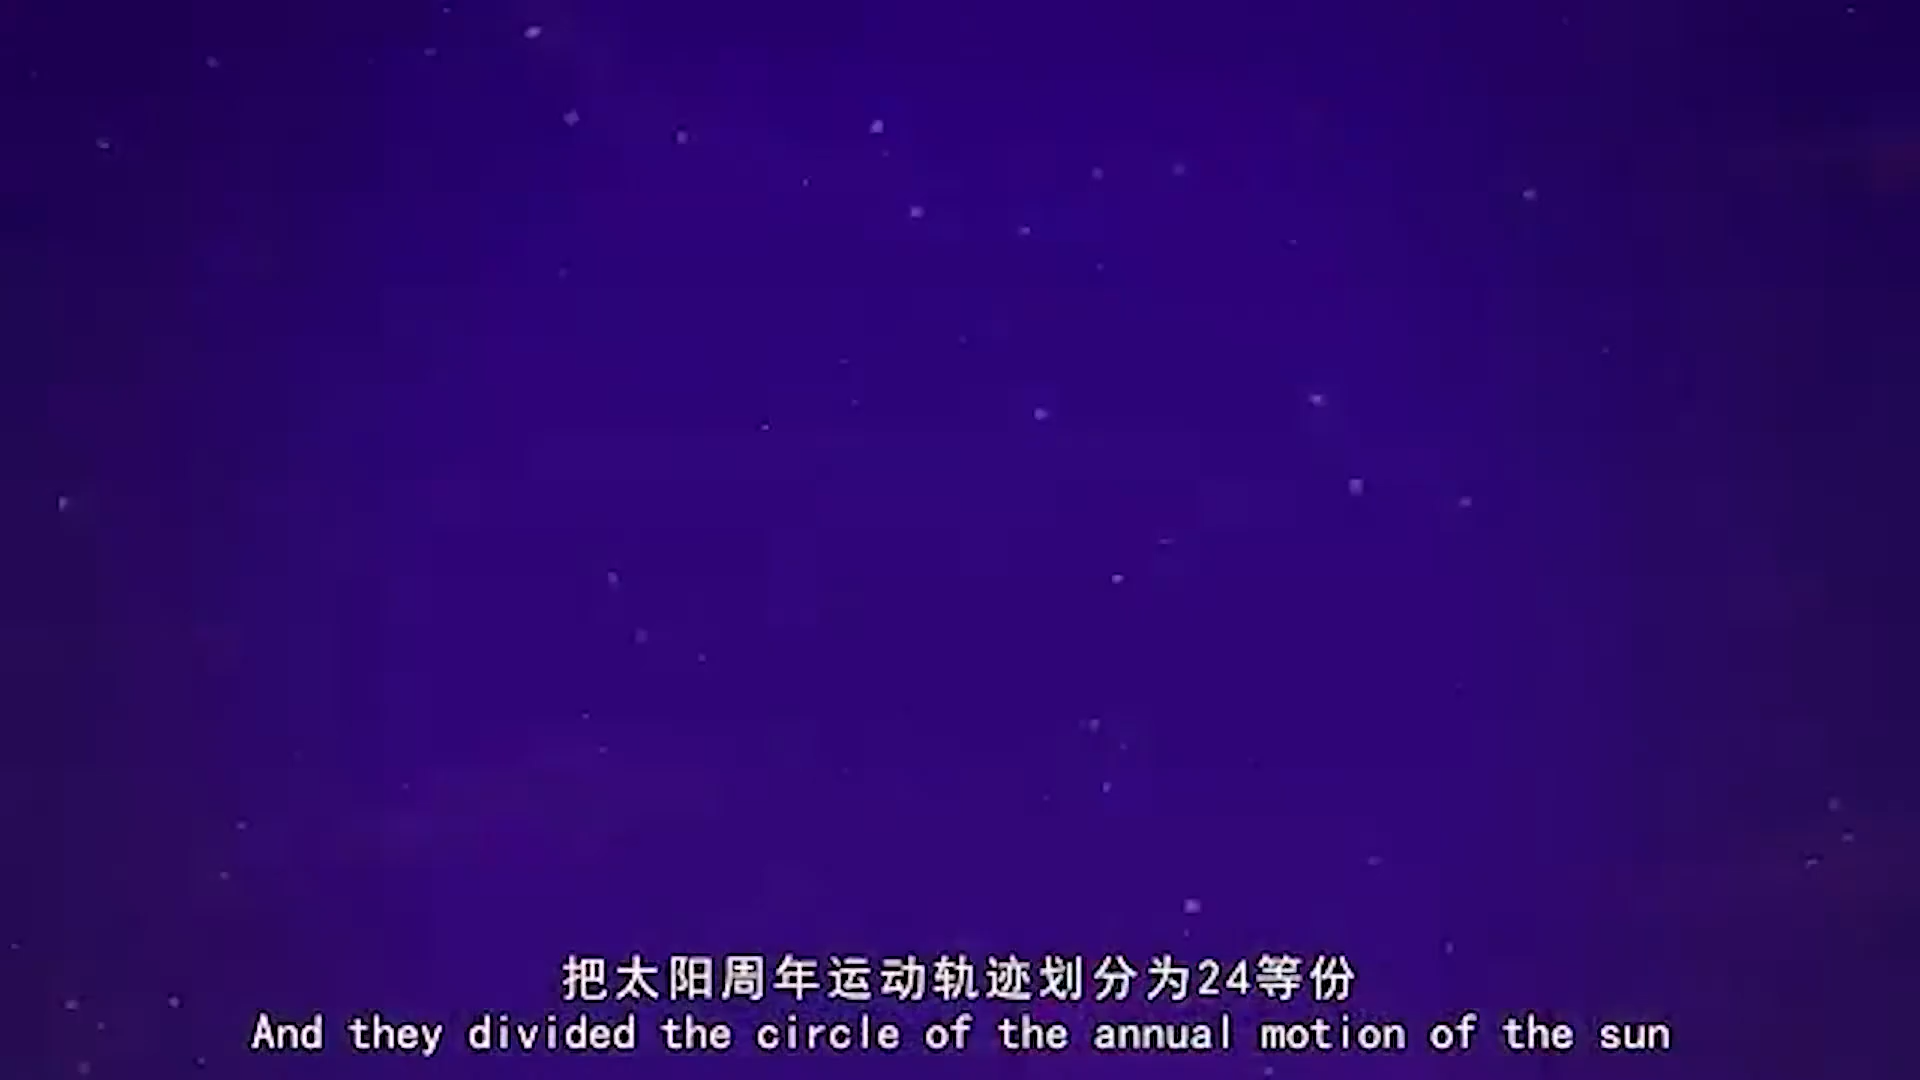 把太阳周年运动轨迹划分为24等份
And they divided the circle of the annual motion of the sun